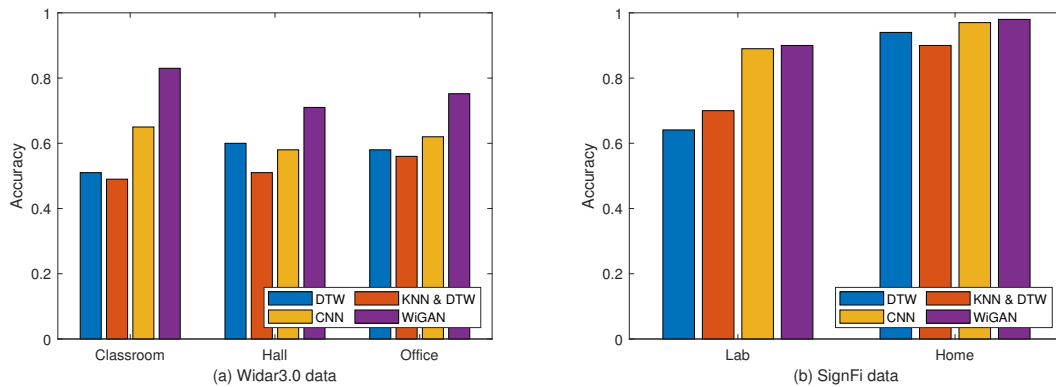 1
0.8
0.6
0.4
0.2
0
Accuracy
DTW
KNN & DTW
CNN
WiGAN
Classroom
Hall
Office
(a) Widar3.0 data
1
0.8
0.6
0.4
0.2
0
Accuracy
DTW
KNN & DTW
CNN
WiGAN
Lab
Home
(b) SignFi data